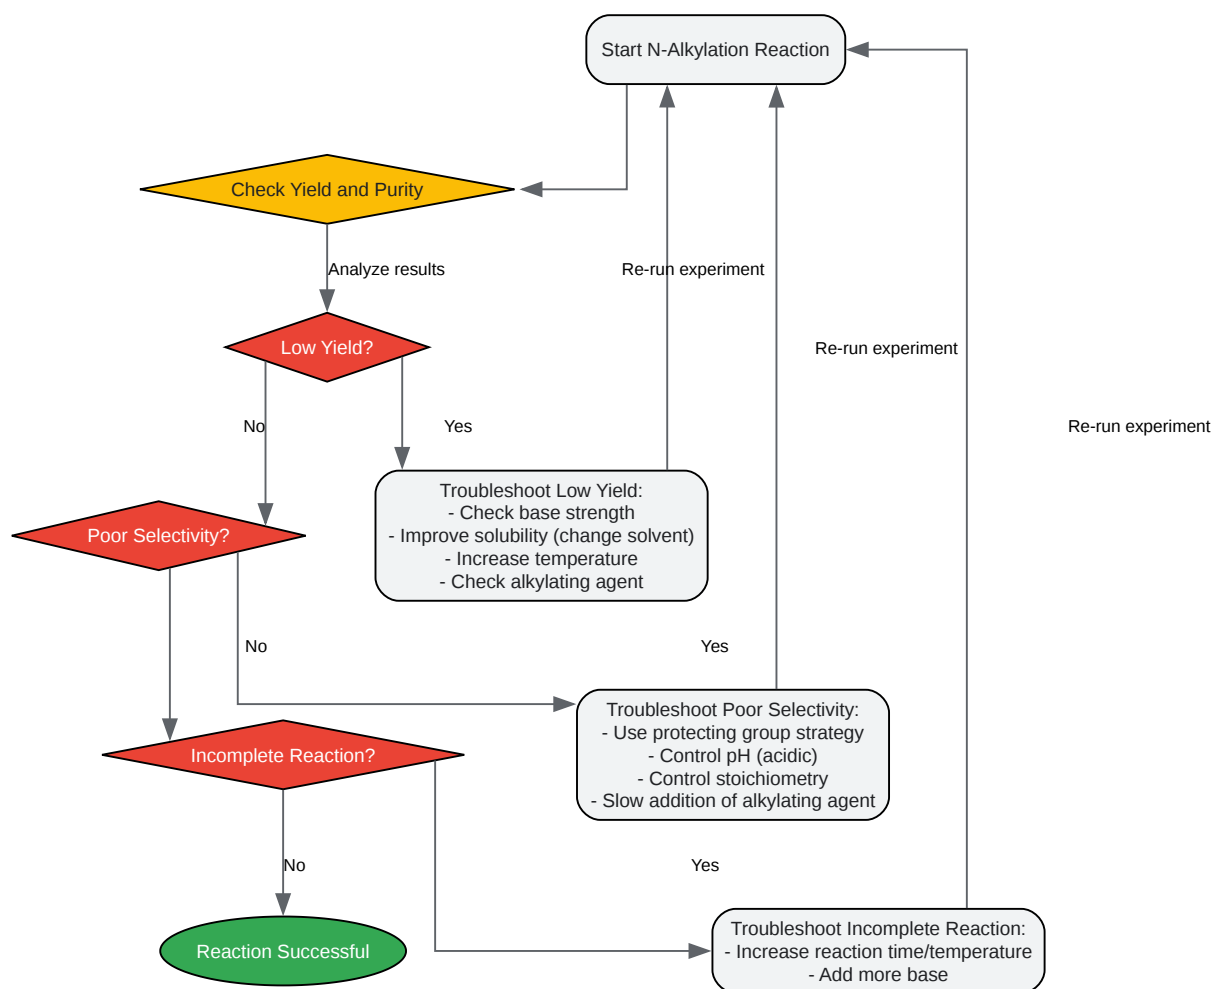 Start N-Alkylation Reaction
Check Yield and Purity
Analyze results
Re-run experiment
Low Yield?
Re-run experiment
No
Yes
Re-run experiment
Troubleshoot Low Yield:
- Check base strength
- Improve solubility (change solvent)
- Increase temperature
- Check alkylating agent
Poor Selectivity?
No
Yes
Troubleshoot Poor Selectivity:
- Use protecting group strategy
- Control pH (acidic)
- Control stoichiometry
- Slow addition of alkylating agent
Incomplete Reaction?
No
Yes
Troubleshoot Incomplete Reaction:
- Increase reaction time/temperature
- Add more base
Reaction Successful